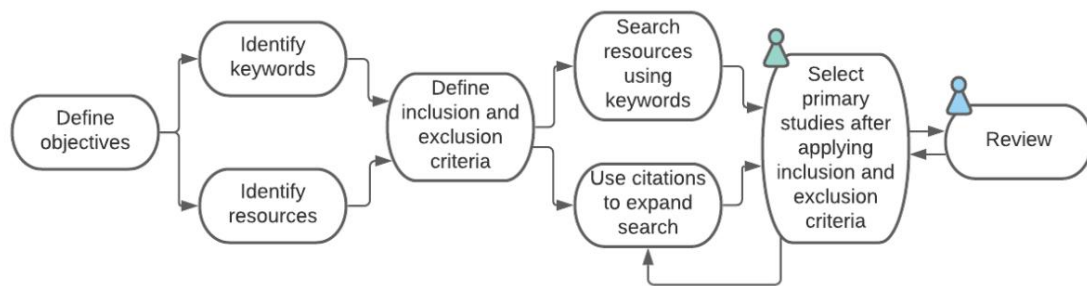 Define
objectives
Identify
keywords
Identify
resources
Define
inclusion and
exclusion
criteria
Search
resources
using
keywords
Use citations
to expand
search
Select
primary
studies after
applying
inclusion and
exclusion
criteria
Review